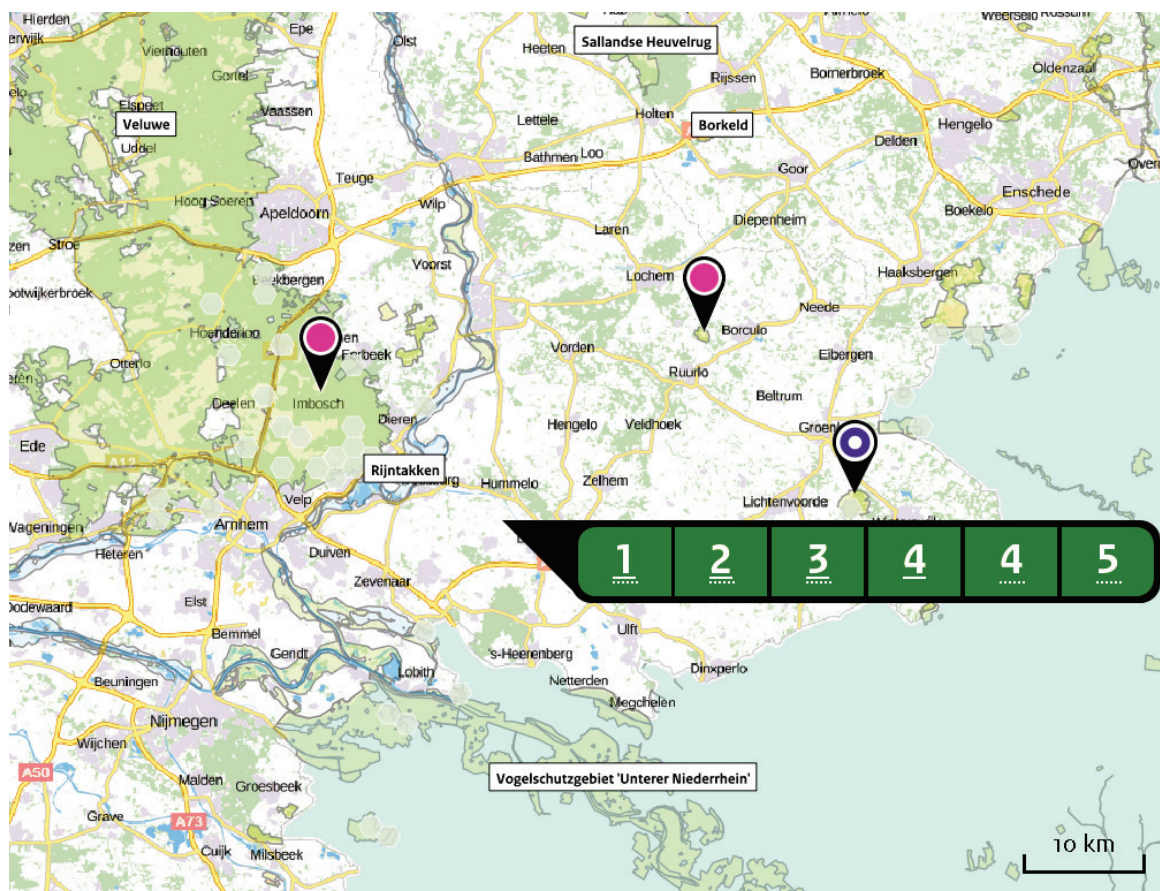 Hierden
Epe
Olst
Heeten
Sallandse Heuvelrug
Vierhouten
Gortel
Rijssen
Bornerbroek
Oldenzaal
Elspeet
Vaassen
Lettele
Holten
Veluwe
Borkeld
Hengelo
Uddel
Bathmen
Loo
Delden
Teuge
Goor
Enschede
Hoog Soeren
Apeldoorn
Wilp
Diepenheim
Boekelo
Stroe
Laren
Voorst
Lochem
Haaksbergen
Neede
Hoenderloo
Borculo
Eibergen
Otterlo
Vorden
Ruurlo
Deelen
Imbosch
Beltrum
Dieren
Hengelo
Veldhoek
Ede
A12
Rijntakken
Hummelo
Zelhem
Lichtenvoorde
Velp
Wageningen
Arnhem
Heteren
Duiven
Zevenaar
1 2 3 4 4 5
Elst
Bemmel
Ulft
Gendt
's-Heerenberg
Lobith
Dinxperlo
Beuningen
Netterden
Megchelen
Nijmegen
Wijchen
A50
Malden
Groesbeek
Vogelschutzgebiet 'Unterer Niederrhein'
Grave
A73
Cuijk
Milsbeek
10 km